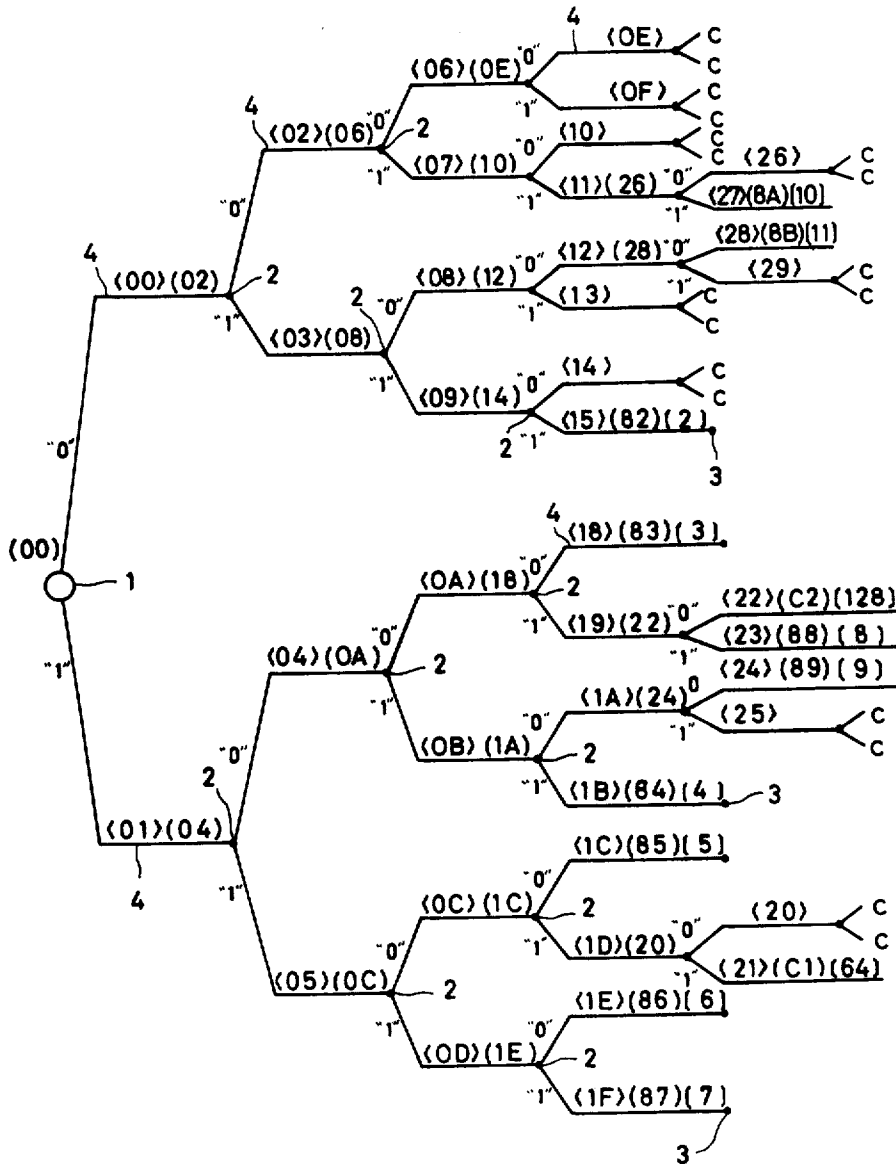 4 ⟨0E⟩ C
C
⟨06⟩(0E) "0"
"1" ⟨0F⟩ C
C
4 ⟨02⟩(06) "0" 2
"1" ⟨07⟩(10) "0" ⟨10⟩ C
C
"1" ⟨11⟩(26) "0" ⟨26⟩ C
C
"1" ⟨27⟩(8A)[10]
"0"
4 ⟨00⟩(02) 2
"1" ⟨03⟩(08) 2 "0" ⟨08⟩(12) "0" ⟨12⟩(28) "0" ⟨28⟩(8B)[11]
"1" ⟨29⟩ C
C
"1" ⟨13⟩ C
C
"1" ⟨09⟩(14) "0" ⟨14⟩ C
C
2 "1" ⟨15⟩(82)[2]
3
"0"
(00)
1
"1"
4 ⟨18⟩(83)[3]
⟨0A⟩(18) "0" 2
"1" ⟨19⟩(22) "0" ⟨22⟩(C2)[128]
"1" ⟨23⟩(88)[8]
⟨04⟩(0A) "0" 2
"1" ⟨0B⟩(1A) "0" ⟨1A⟩(24) 0 ⟨24⟩(89)[9]
"1" ⟨25⟩ C
C
2
"1" ⟨1B⟩(84)[4] 3
"0"
2
⟨01⟩(04)
4
"1"
⟨1C⟩(85)[5]
⟨0C⟩(1C) "0" 2
"1" ⟨1D⟩(20) "0" ⟨20⟩ C
C
"1" ⟨21⟩(C1)[64]
⟨05⟩(0C) "0" 2
"1" ⟨0D⟩(1E) "0" ⟨1E⟩(86)[6]
2
"1" ⟨1F⟩(87)[7]
3